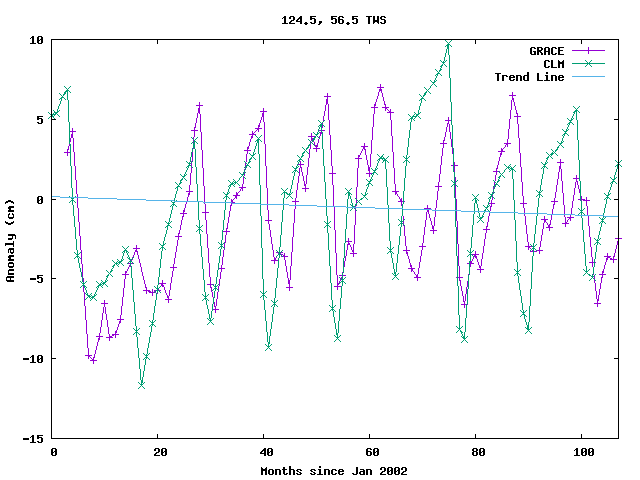 124.5, 56.5 TWS
GRACE
CLM
Trend Line
10
5
0
-5
-10
-15
Anomaly (cm)
0 20 40 60 80 100
Months since Jan 2002